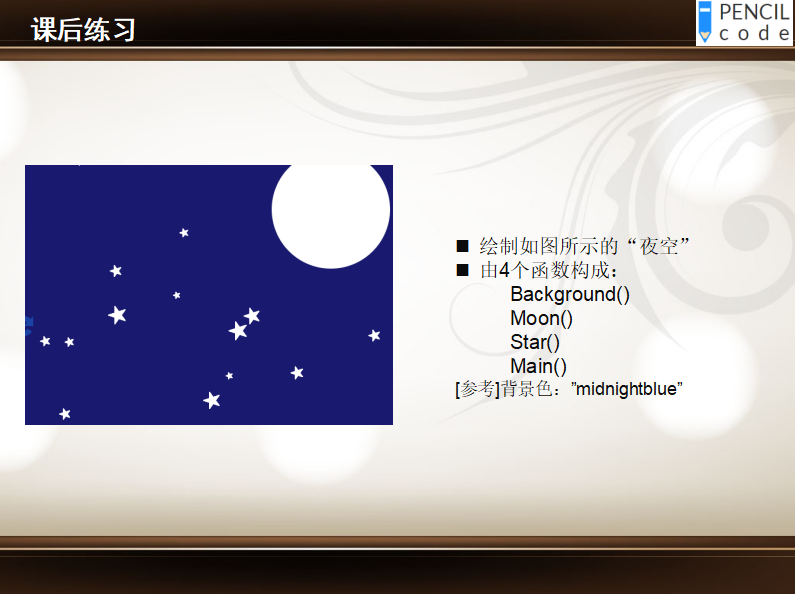 课后练习
PENCIL
code
绘制如图所示的“夜空”
由4个函数构成：
Background()
Moon()
Star()
Main()
[参考]背景色：”midnightblue”